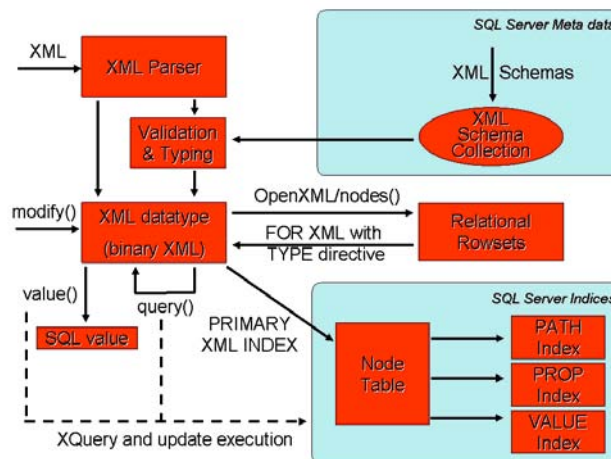 SQL Server Meta data
XML
XML Parser
XML Schemas
XML
Schema
Collection
Validation
& Typing
OpenXML/nodes()
modify()
XML datatype
(binary XML)
FOR XML with
TYPE directive
Relational
Rowsets
value()
query()
SQL Server Indices
PRIMARY
XML INDEX
SQL value
Node
Table
PATH
Index
PROP
Index
VALUE
Index
XQuery and update execution